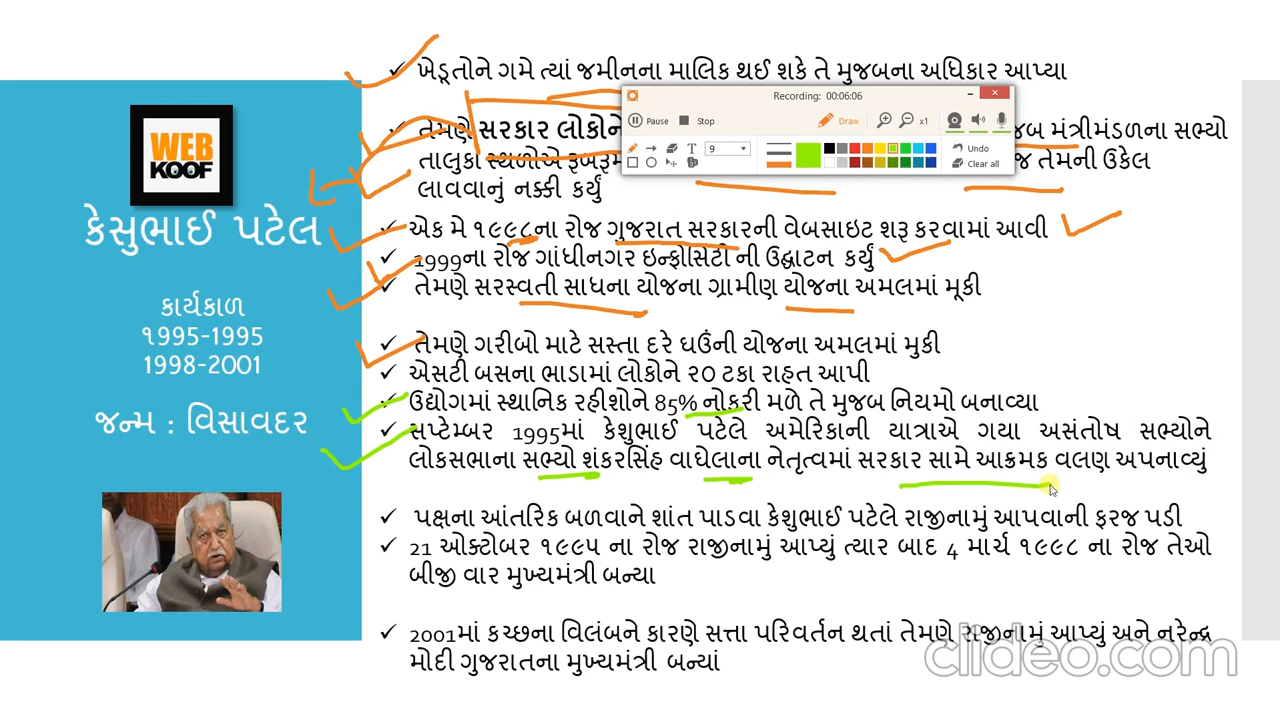 ખેડૂતોને ગમે ત્યાં જમીનના માલિક થઈ શકે તે મુજબના અધિકાર આપ્યા
Recording: 00:06:06
Pause Stop Draw x1
T 9 Undo
Clear all
તેમણે સરકાર લોકોને મંત્રીમંડળના સભ્યો
તાલુકા સ્થળોએ તેમની ઉકેલ
લાવવાનું નક્કી કર્યું
WEB
KOOF
કેસુભાઈ પટેલ
કાર્યકાળ
૧995-1995
1998-2001
જન્મ : વિસાવદર
એક મે ૧૯૯૮ના રોજ ગુજરાત સરકારની વેબસાઇટ શરૂ કરવામાં આવી
1999ના રોજ ગાંધીનગર ઇન્ફોસિટી ની ઉદ્ઘાટન કર્યું
તેમણે સરસ્વતી સાધના યોજના ગ્રામીણ યોજના અમલમાં મૂકી
તેમણે ગરીબો માટે સસ્તા દરે ઘઉંની યોજના અમલમાં મુકી
એસટી બસના ભાડામાં લોકોને ૨૦ ટકા રાહત આપી
ઉદ્યોગમાં સ્થાનિક રહીશોને 85% નોકરી મળે તે મુજબ નિયમો બનાવ્યા
સપ્ટેમ્બર 1995માં કેશુભાઈ પટેલે અમેરિકાની યાત્રાએ ગયા અસંતોષ સભ્યોને
લોકસભાના સભ્યો શંકરસિંહ વાઘેલાના નેતૃત્વમાં સરકાર સામે આક્રમક વલણ અપનાવ્યું
પક્ષના આંતરિક બળવાને શાંત પાડવા કેશુભાઈ પટેલે રાજીનામું આપવાની ફરજ પડી
21 ઓક્ટોબર ૧૯૯૫ ના રોજ રાજીનામું આપ્યું ત્યાર બાદ 4 માર્ચ ૧૯૯૮ ના રોજ તેઓ
બીજી વાર મુખ્યમંત્રી બન્યા
2001માં કચ્છના વિલંબને કારણે સત્તા પરિવર્તન થતાં તેમણે રાજીનામું આપ્યું અને નરેન્દ્ર
મોદી ગુજરાતના મુખ્યમંત્રી બન્યાં
clideo.com